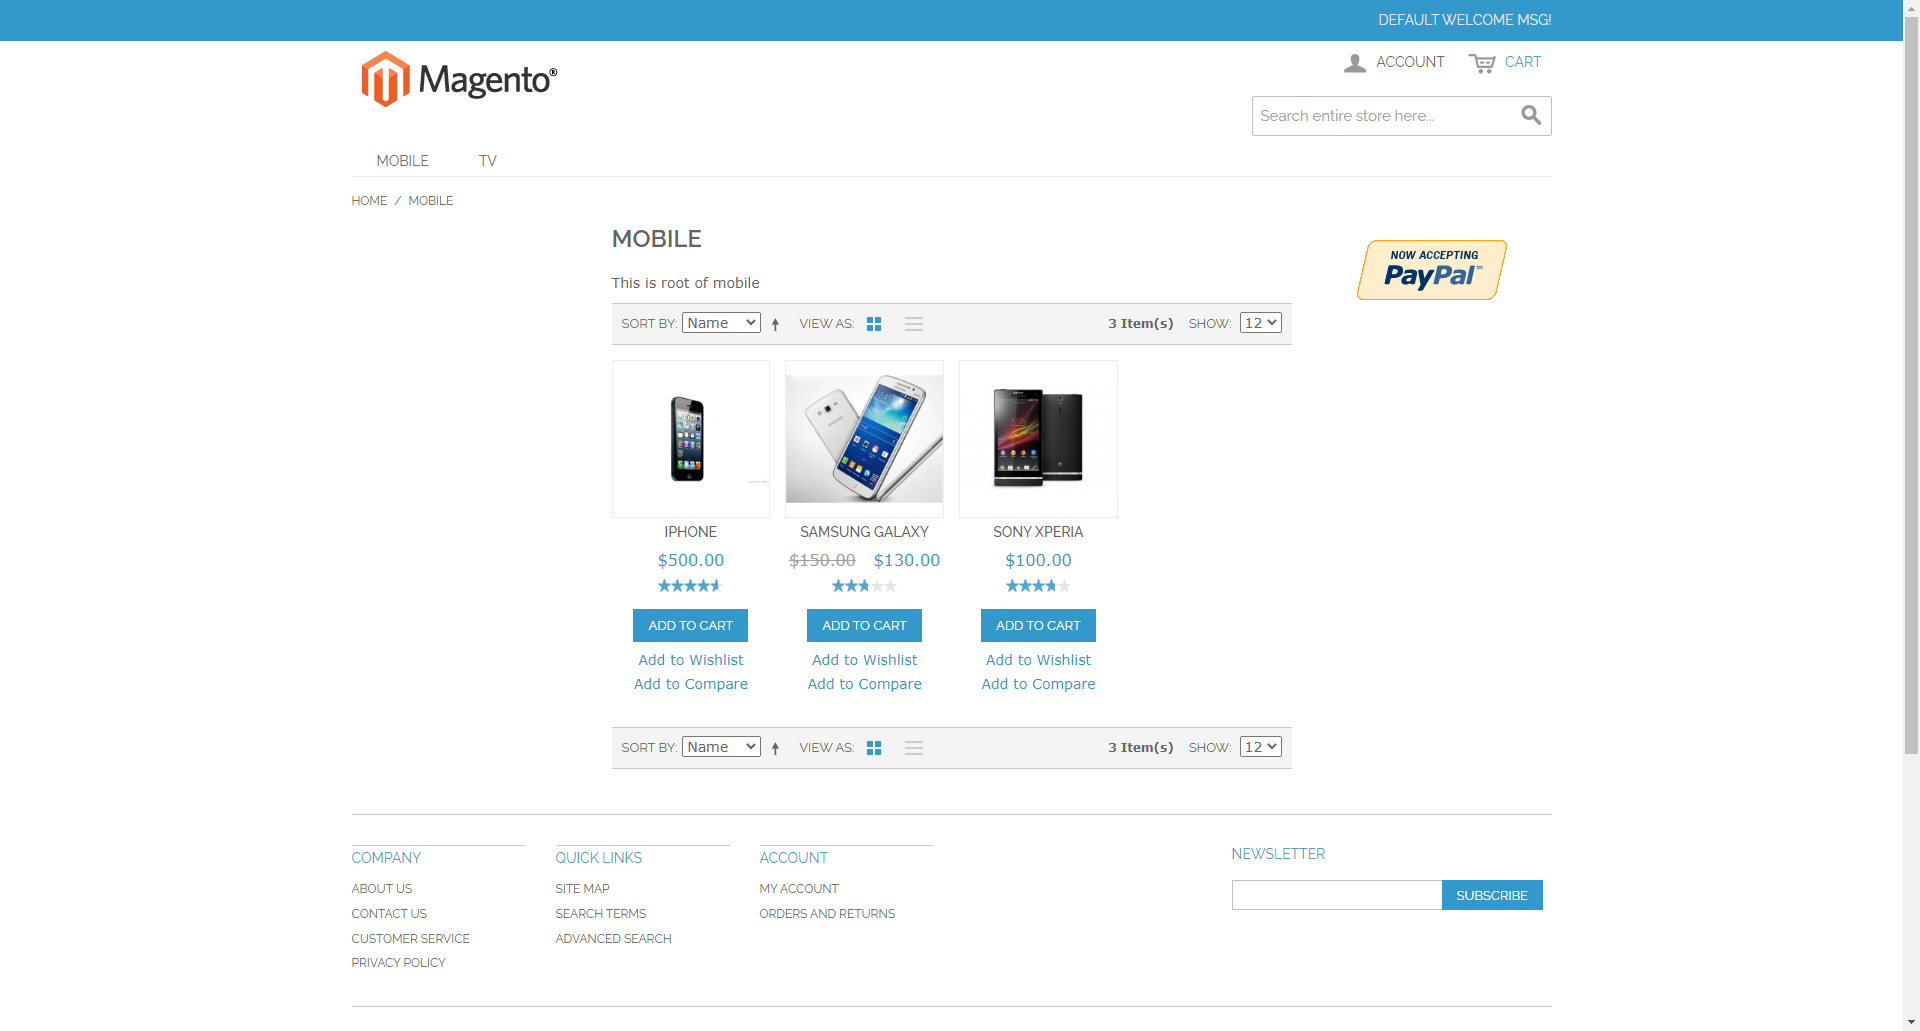 DEFAULT WELCOME MSG!
Magento®
ACCOUNT CART
Search entire store here...
MOBILE TV
HOME / MOBILE
MOBILE
NOW ACCEPTING
PayPal™
This is root of mobile
SORT BY: Name VIEW AS: 3 Item(s) SHOW: 12
IPHONE SAMSUNG GALAXY SONY XPERIA
$500.00 $150.00 $130.00 $100.00
ADD TO CART ADD TO CART ADD TO CART
Add to Wishlist Add to Wishlist Add to Wishlist
Add to Compare Add to Compare Add to Compare
SORT BY: Name VIEW AS: 3 Item(s) SHOW: 12
COMPANY
ABOUT US
CONTACT US
CUSTOMER SERVICE
PRIVACY POLICY
QUICK LINKS
SITE MAP
SEARCH TERMS
ADVANCED SEARCH
ACCOUNT
MY ACCOUNT
ORDERS AND RETURNS
NEWSLETTER
SUBSCRIBE